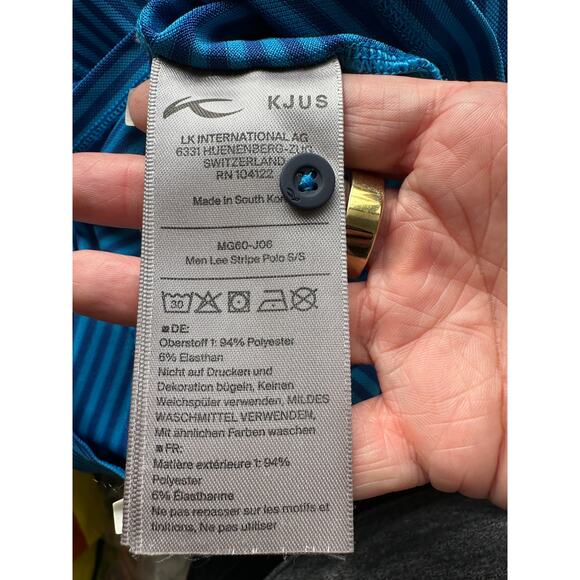 KJUS
LK INTERNATIONAL AG
6331 HUENENBERG-ZUG
SWITZERLAND
RN 104122
Made in South
MG60-J06
Men Lee Stripe Polo S/S
30
DE:
Oberstoff 1: 94% Polyester
6% Elasthan
Nicht auf Drucken und
Dekoration bügeln, Keinen
Weichspüler verwenden, MILDES
WASCHMITTEL VERWENDEN,
Mit ähnlichen Farben waschen
FR:
Matière extérieure 1: 94%
Polyester
6% Élasthanne
Ne pas repasser sur les motifs et
finitions, Ne pas utiliser